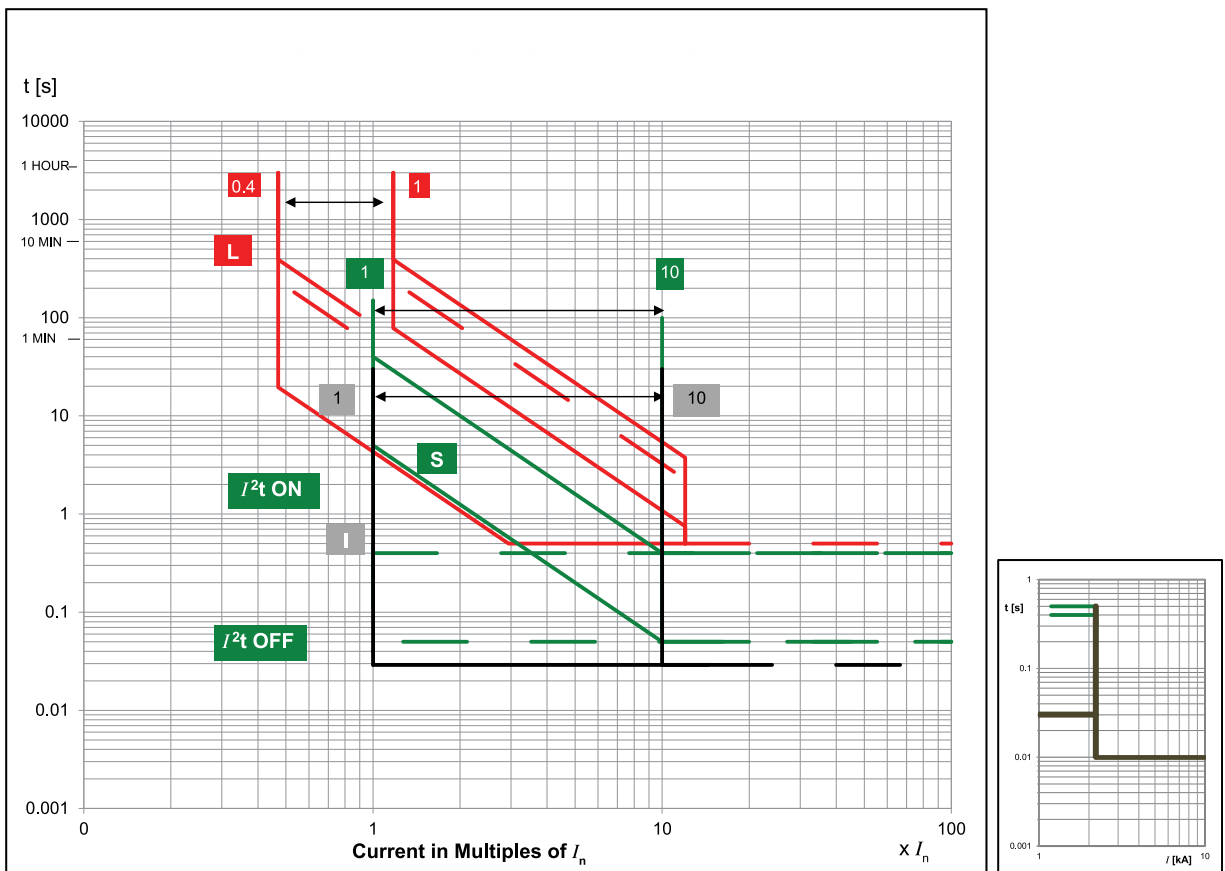 t [s]
10000
1 HOUR
0.4
1
1000
10 MIN
L
1
10
100
1 MIN
10
1
10
S
I²t ON
1
I
0.1
I²t OFF
0.01
0.001
0
1
10
100
Current in Multiples of Iₙ
x Iₙ
1
t [s]
0.1
0.01
0.001
1
10
I [kA]